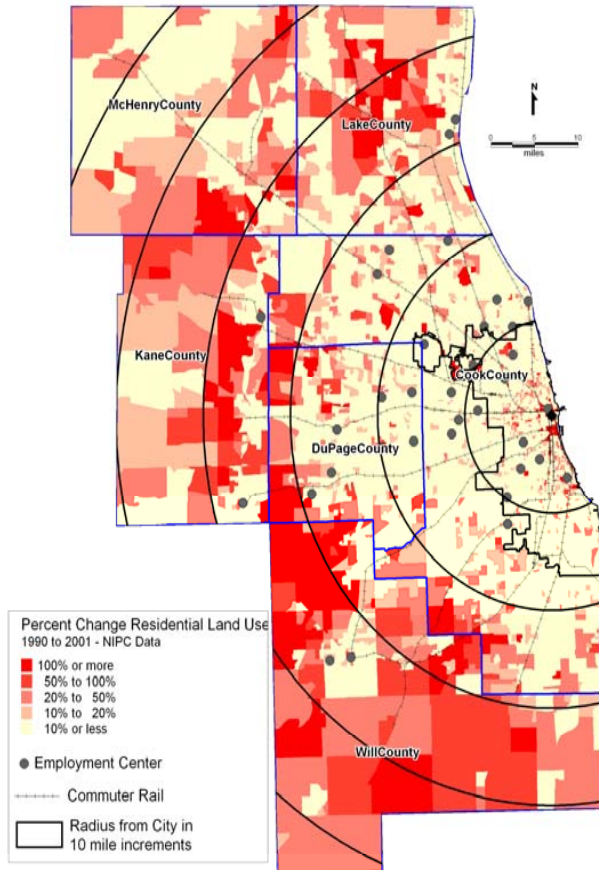 McHenryCounty
LakeCounty
N
0 5 10
miles
KaneCounty
CookCounty
DuPageCounty
WillCounty
Percent Change Residential Land Use
1990 to 2001 - NIPC Data
100% or more
50% to 100%
20% to 50%
10% to 20%
10% or less
Employment Center
Commuter Rail
Radius from City in
10 mile increments